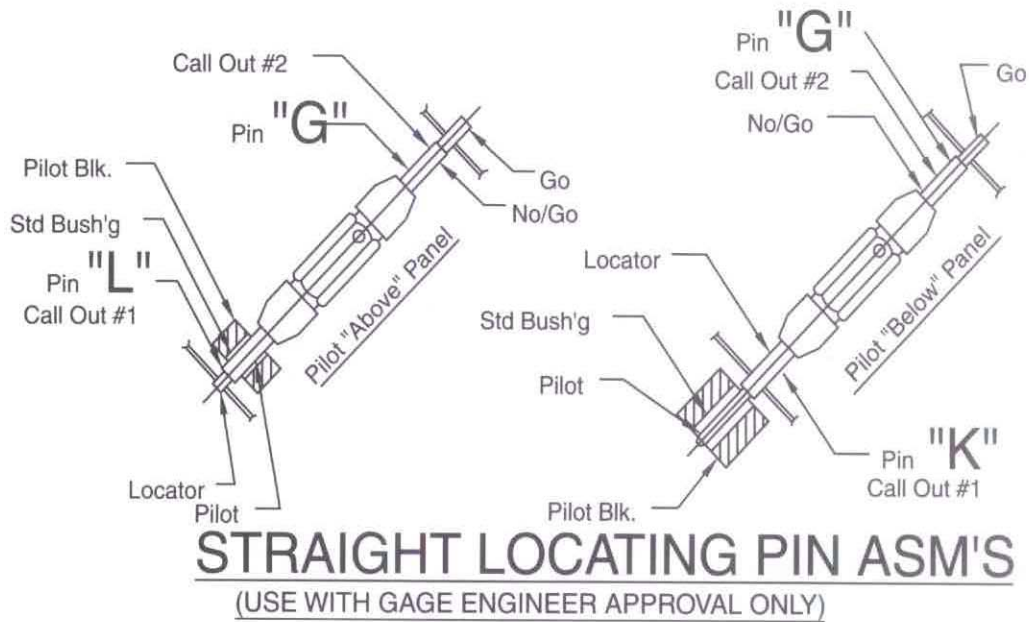 Call Out #2
Pin "G"
Pilot Blk.
Std Bush'g
Pin "L"
Call Out #1
Go
No/Go
Pilot "Above" Panel
Locator
Pilot
Pin "G"
Call Out #2
No/Go
Go
Locator
Std Bush'g
Pilot
Pilot "Below" Panel
Pin "K"
Call Out #1
Pilot Blk.
STRAIGHT LOCATING PIN ASM'S
(USE WITH GAGE ENGINEER APPROVAL ONLY)